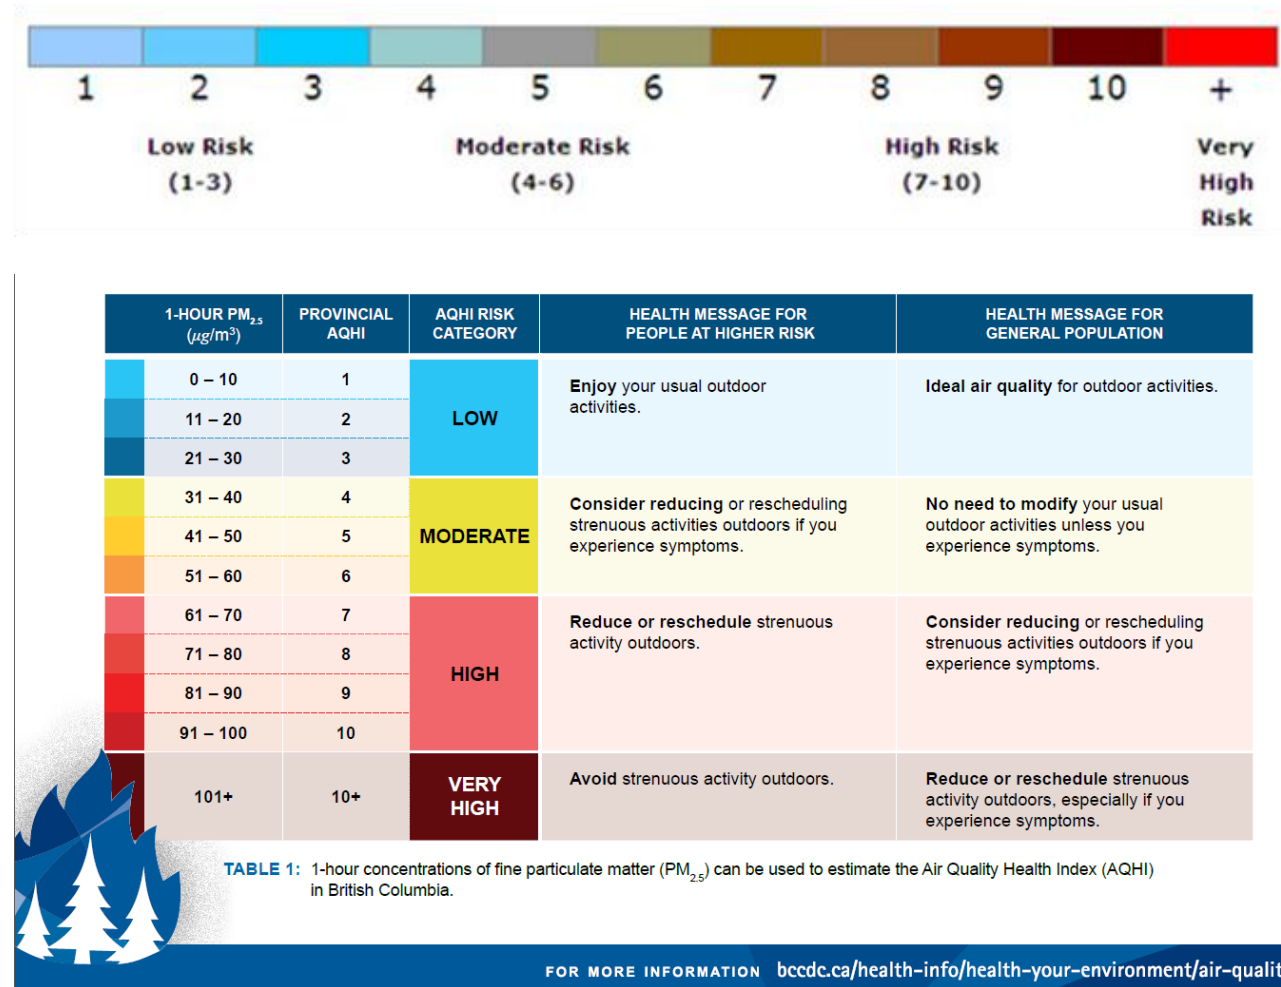 1 2 3 4 5 6 7 8 9 10 +
Low Risk Moderate Risk High Risk Very
(1-3) (4-6) (7-10) High
Risk
1-HOUR PM2.5 PROVINCIAL AQHI RISK HEALTH MESSAGE FOR HEALTH MESSAGE FOR
(µg/m³) AQHI CATEGORY PEOPLE AT HIGHER RISK GENERAL POPULATION
0 – 10 1
11 – 20 2
21 – 30 3
LOW
Enjoy your usual outdoor
activities.
Ideal air quality for outdoor activities.
31 – 40 4
41 – 50 5
51 – 60 6
MODERATE
Consider reducing or rescheduling
strenuous activities outdoors if you
experience symptoms.
No need to modify your usual
outdoor activities unless you
experience symptoms.
61 – 70 7
71 – 80 8
81 – 90 9
91 – 100 10
HIGH
Reduce or reschedule strenuous
activity outdoors.
Consider reducing or rescheduling
strenuous activities outdoors if you
experience symptoms.
101+ 10+
VERY
HIGH
Avoid strenuous activity outdoors.
Reduce or reschedule strenuous
activity outdoors, especially if you
experience symptoms.
TABLE 1: 1-hour concentrations of fine particulate matter (PM2.5) can be used to estimate the Air Quality Health Index (AQHI)
in British Columbia.
FOR MORE INFORMATION bccdc.ca/health-info/health-your-environment/air-qualit